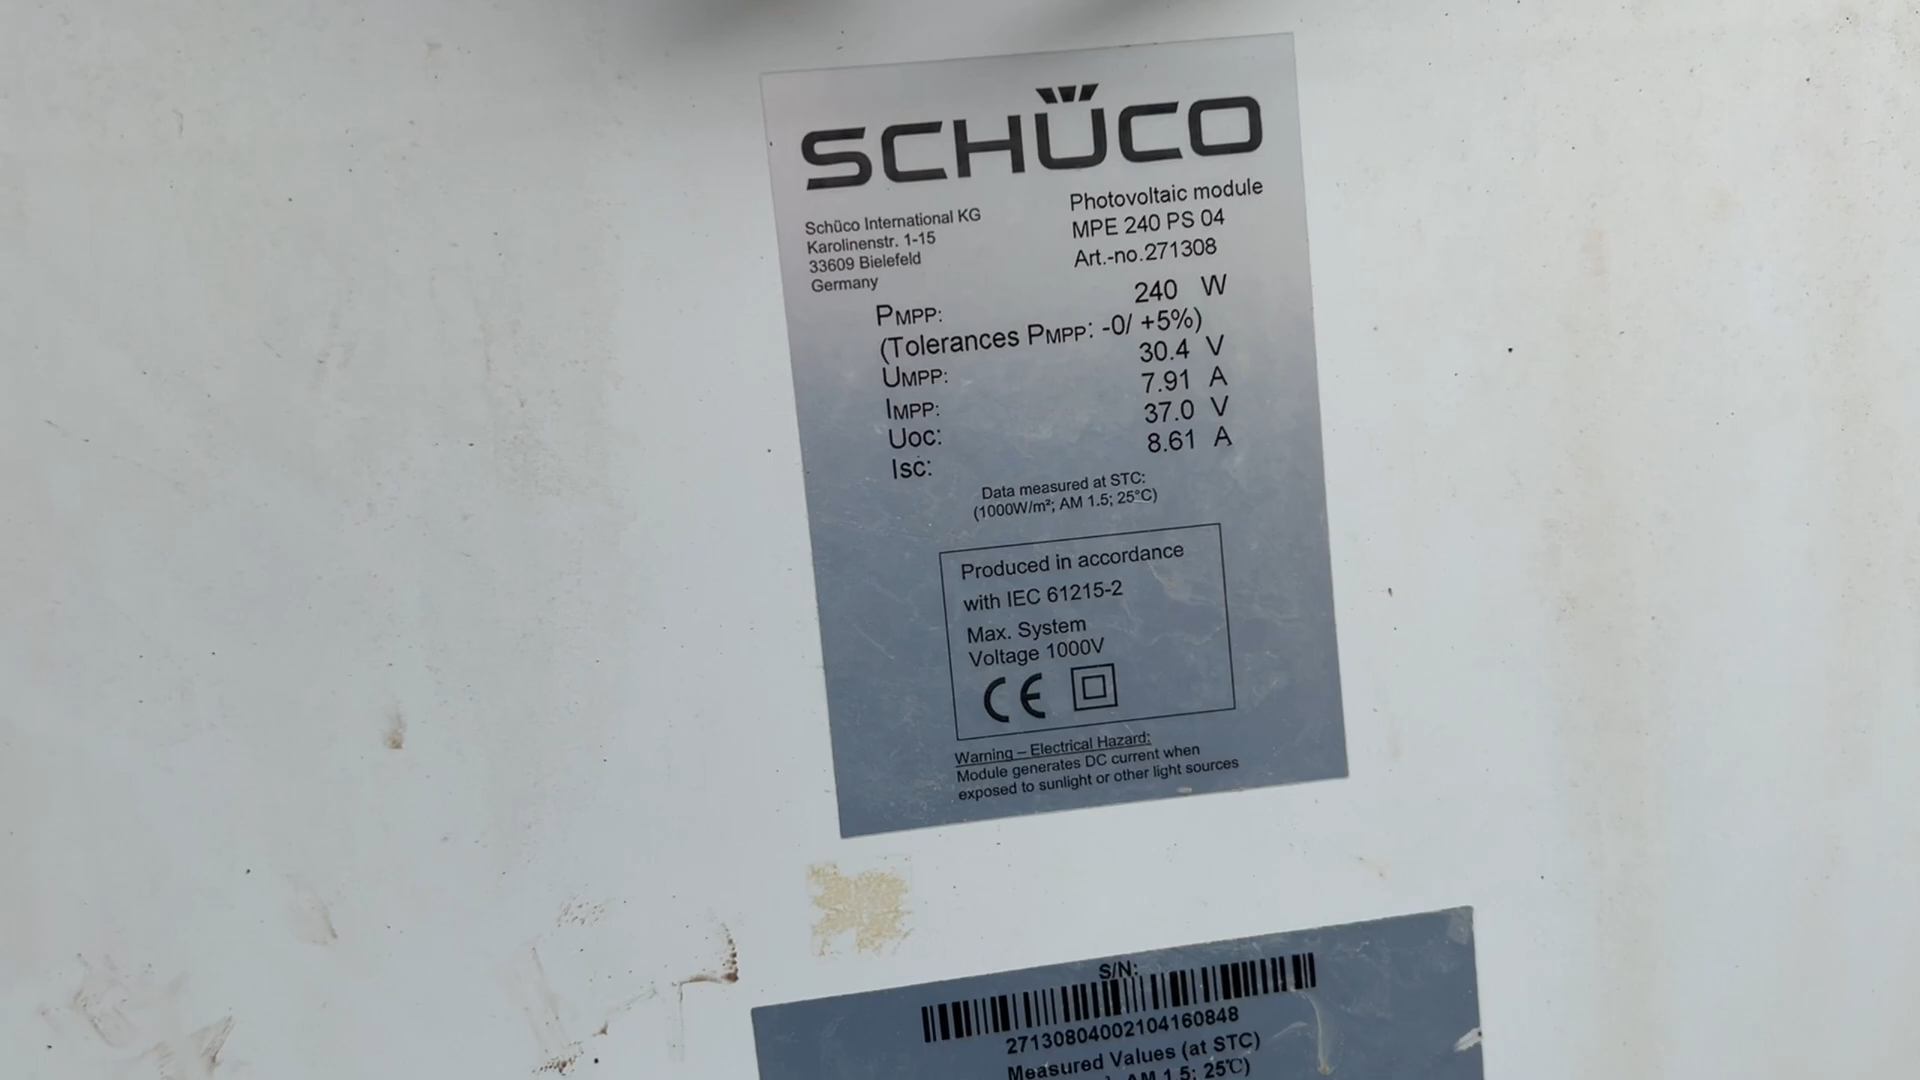 SCHÜCO
Schüco International KG
Karolinenstr. 1-15
33609 Bielefeld
Germany
Photovoltaic module
MPE 240 PS 04
Art.-no.271308
PMPP: 240 W
(Tolerances PMPP: -0/ +5%)
UMPP: 30.4 V
IMPP: 7.91 A
Uoc: 37.0 V
Isc: 8.61 A
Data measured at STC:
(1000W/m²; AM 1.5; 25°C)
Produced in accordance
with IEC 61215-2
Max. System
Voltage 1000V
CE
Warning – Electrical Hazard:
Module generates DC current when
exposed to sunlight or other light sources
S/N:
27130804002104160848
Measured Values (at STC)
AM 1.5; 25℃)